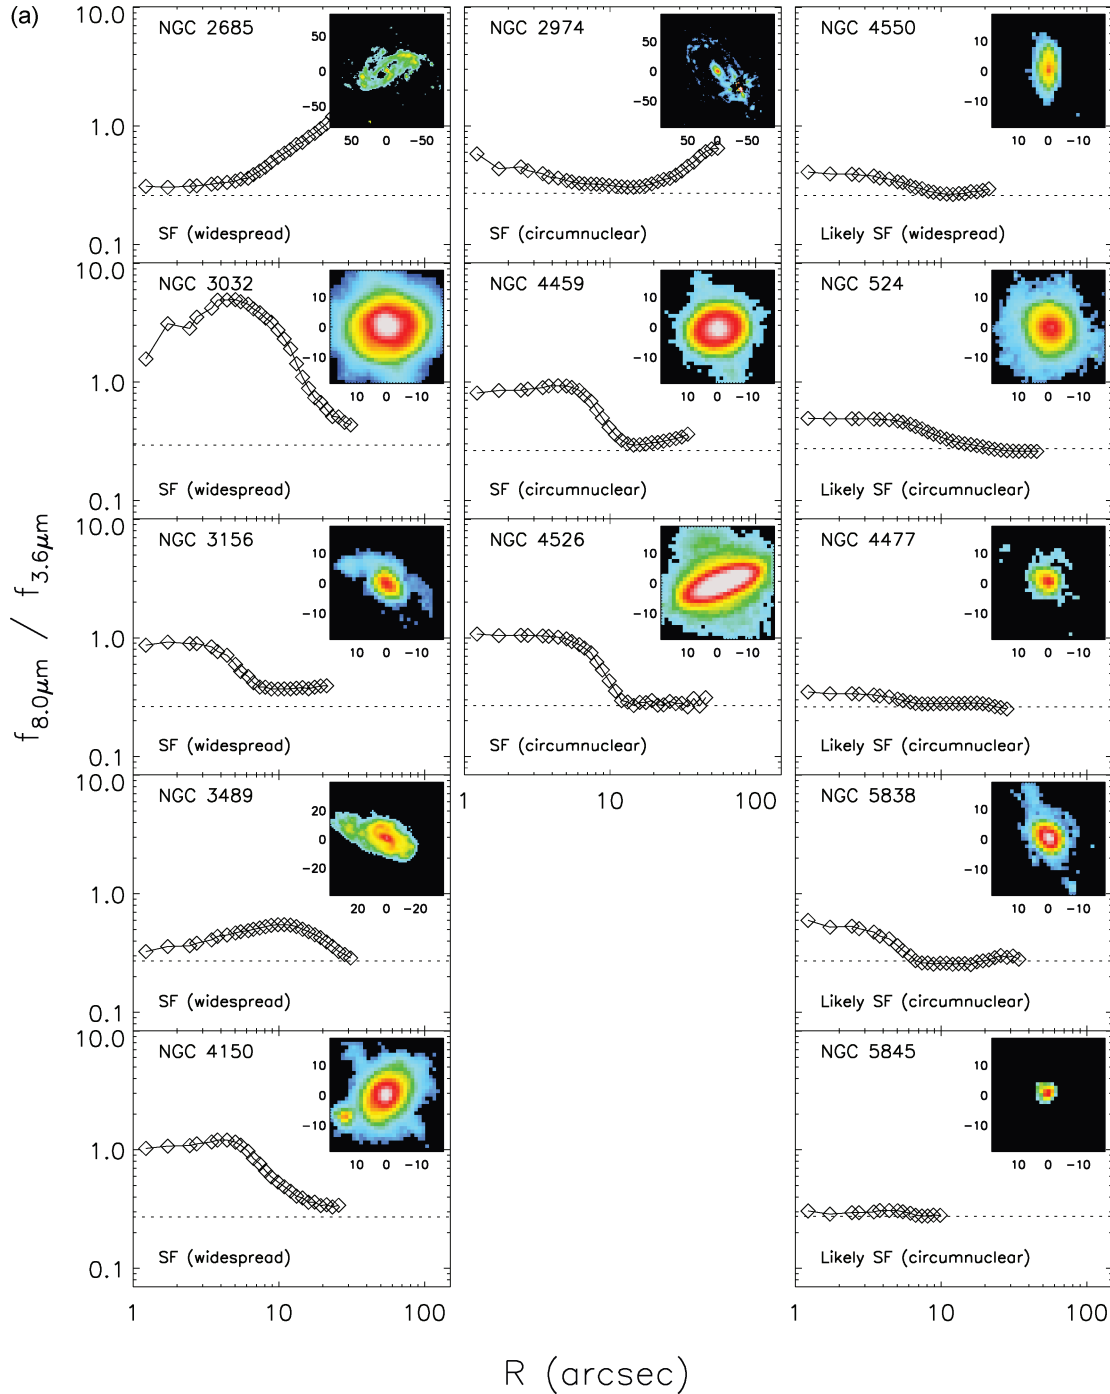 (a)
NGC 2685
50
0
-50
50 0 -50
SF (widespread)
NGC 2974
50
0
-50
50 0 -50
SF (circumnuclear)
NGC 4550
10
0
-10
10 0 -10
Likely SF (widespread)
10.0
1.0
0.1
NGC 3032
10
0
-10
10 0 -10
SF (widespread)
NGC 4459
10
0
-10
10 0 -10
SF (circumnuclear)
NGC 524
10
0
-10
10 0 -10
Likely SF (circumnuclear)
10.0
1.0
0.1
NGC 3156
10
0
-10
10 0 -10
SF (widespread)
NGC 4526
10
0
-10
10 0 -10
SF (circumnuclear)
NGC 4477
10
0
-10
10 0 -10
Likely SF (circumnuclear)
10.0
1.0
0.1
NGC 3489
20
0
-20
20 0 -20
SF (widespread)
NGC 5838
10
0
-10
10 0 -10
Likely SF (circumnuclear)
10.0
1.0
0.1
NGC 4150
10
0
-10
10 0 -10
SF (widespread)
NGC 5845
10
0
-10
10 0 -10
Likely SF (circumnuclear)
10.0
1.0
0.1
1 10 100
1 10 100
1 10 100
f8.0μm / f3.6μm
R (arcsec)